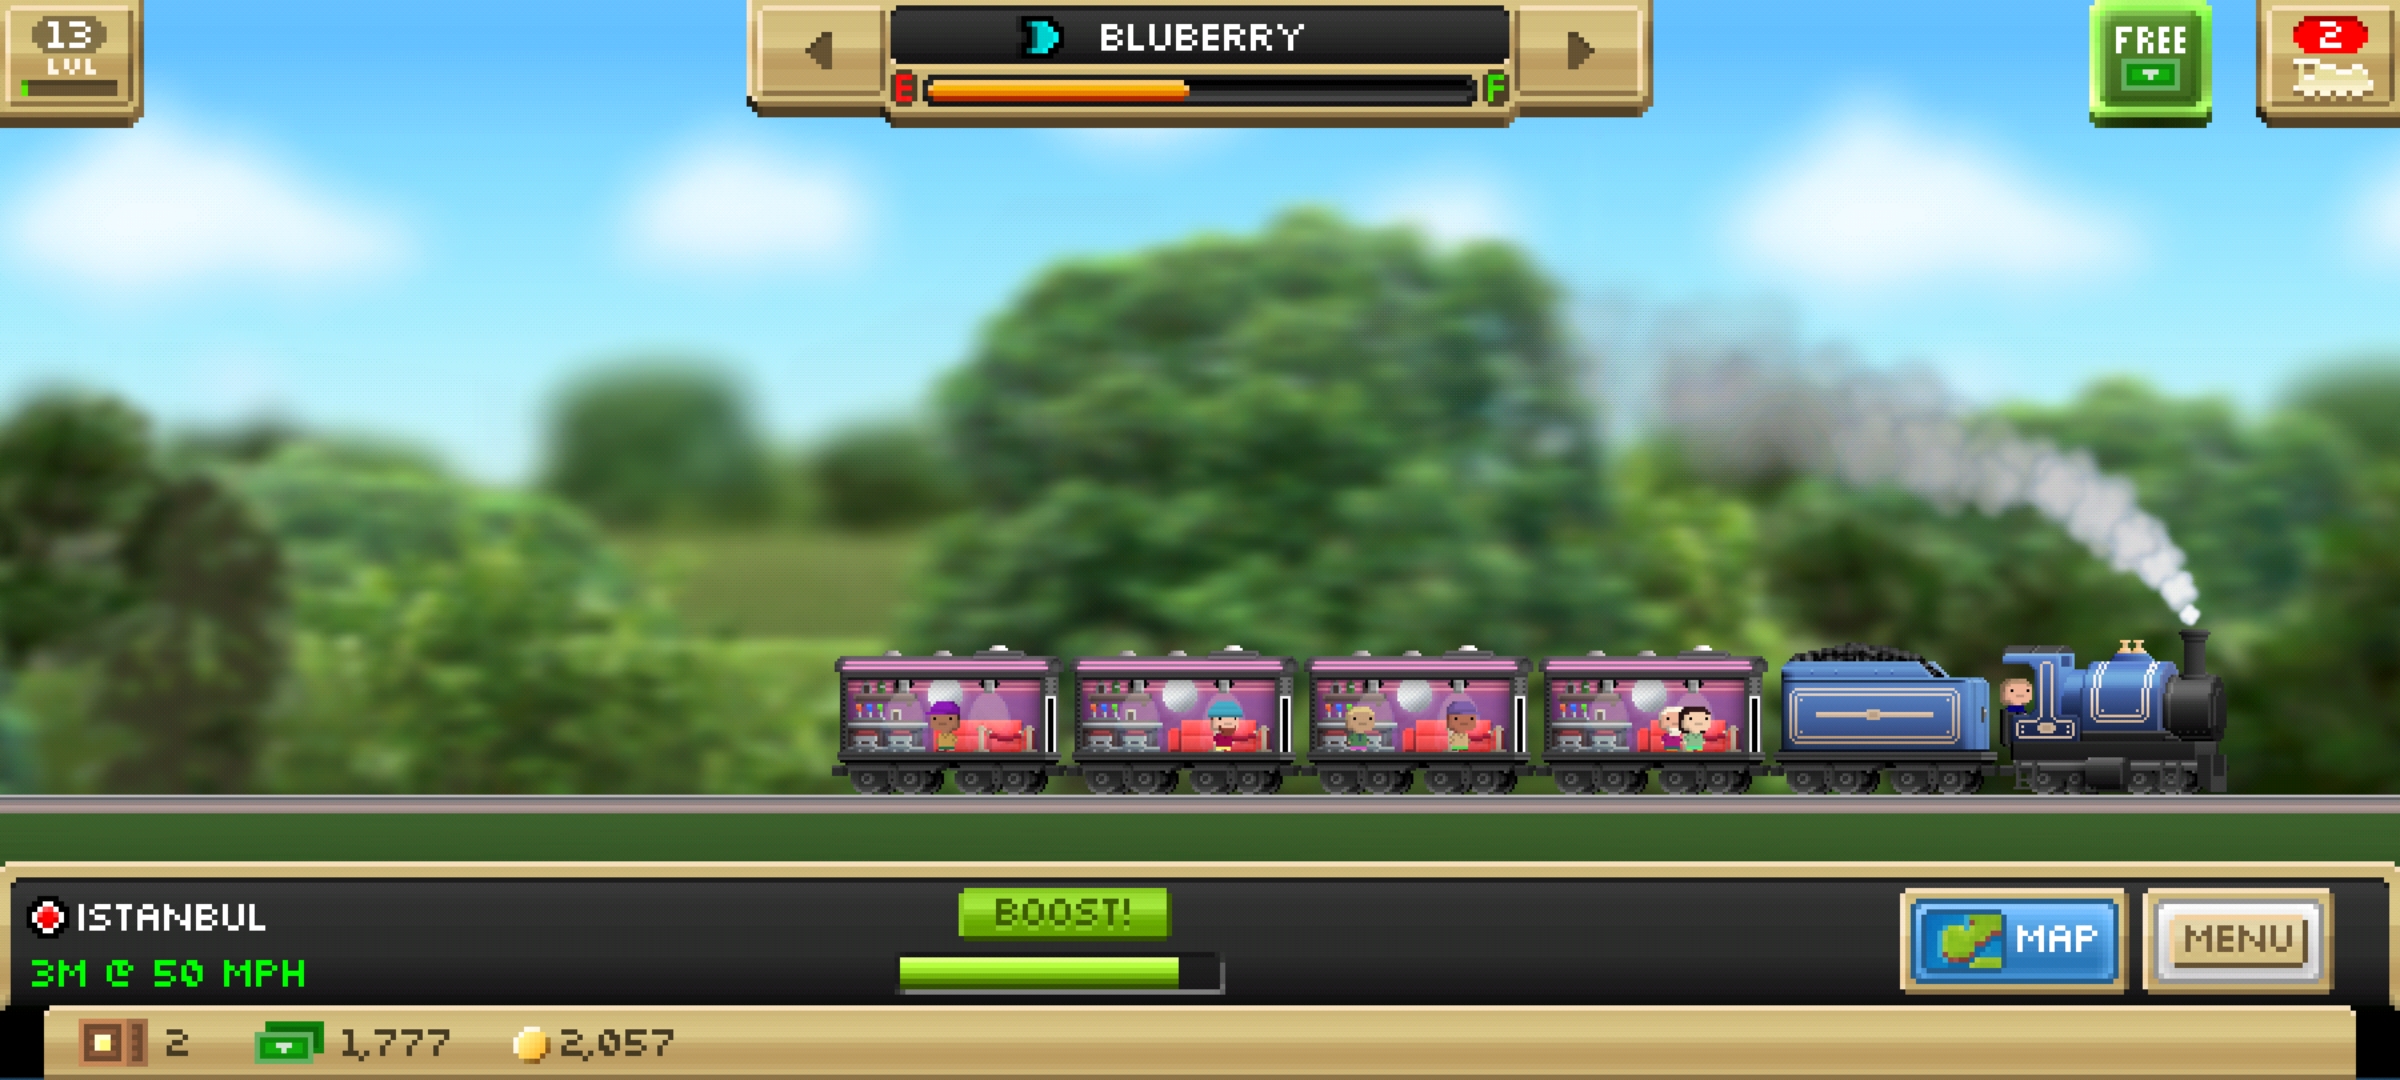 13
LVL
BLUBERRY
E F
FREE
2
ISTANBUL
3M @ 50 MPH
BOOST!
MAP
MENU
2 1,777 2,057